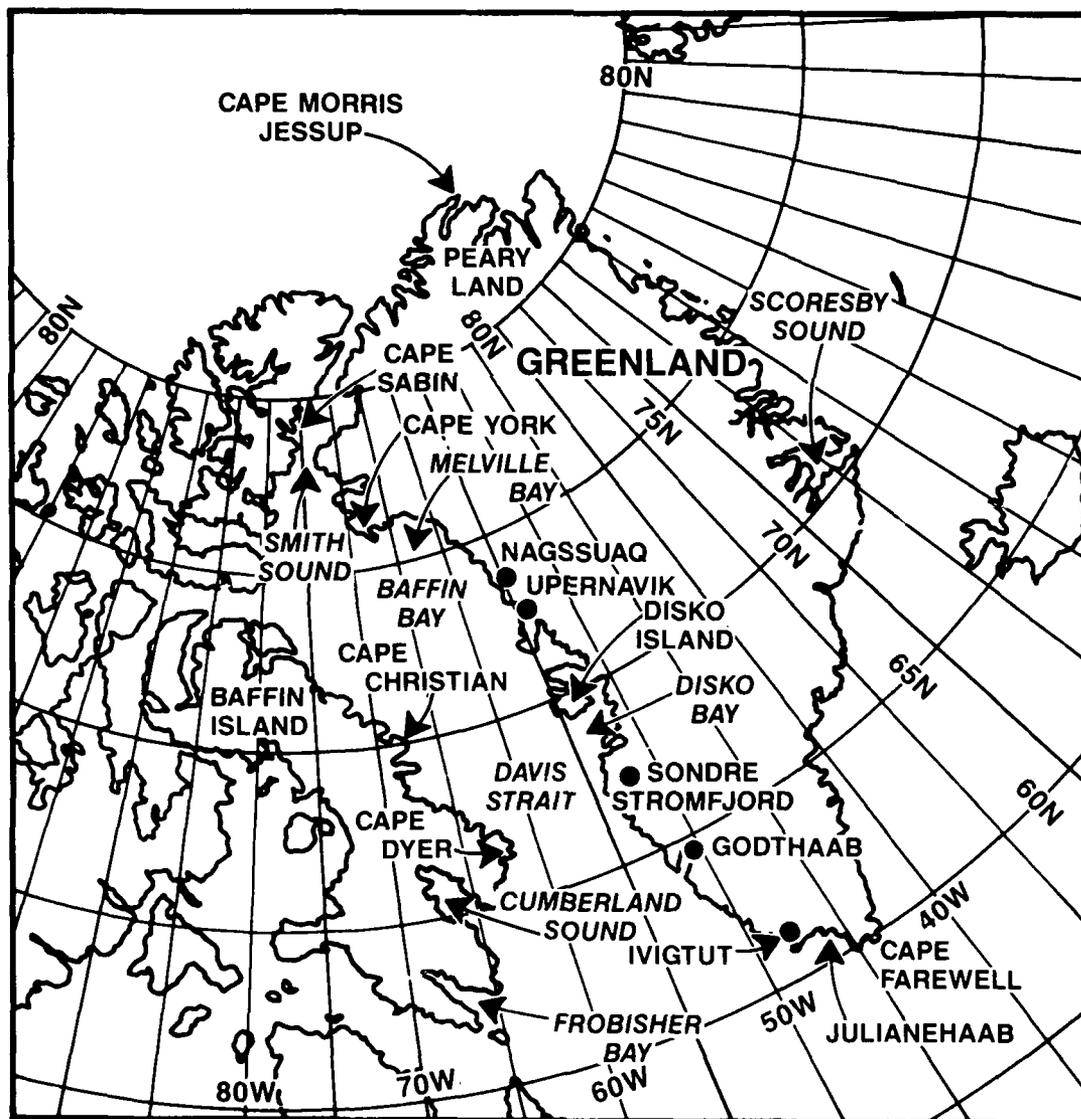 80N
CAPE MORRIS
JESSUP
PEARY
LAND
SCORESBY
SOUND
80N
80N
CAPE
SABIN
GREENLAND
75N
CAPE YORK
MELVILLE
BAY
SMITH
SOUND
70N
NAGSSUAQ
UPERNAVIK
BAFFIN
BAY
DISKO
ISLAND
CAPE
CHRISTIAN
65N
BAFFIN
ISLAND
DISKO
BAY
DAVIS
STRAIT
SONDRE
STROMFJORD
60N
CAPE
DYER
GODTHAAB
CUMBERLAND
SOUND
40W
IVIGTUT
CAPE
FAREWELL
50W
FROBISHER
BAY
JULIANEHAAB
80W
70W
60W